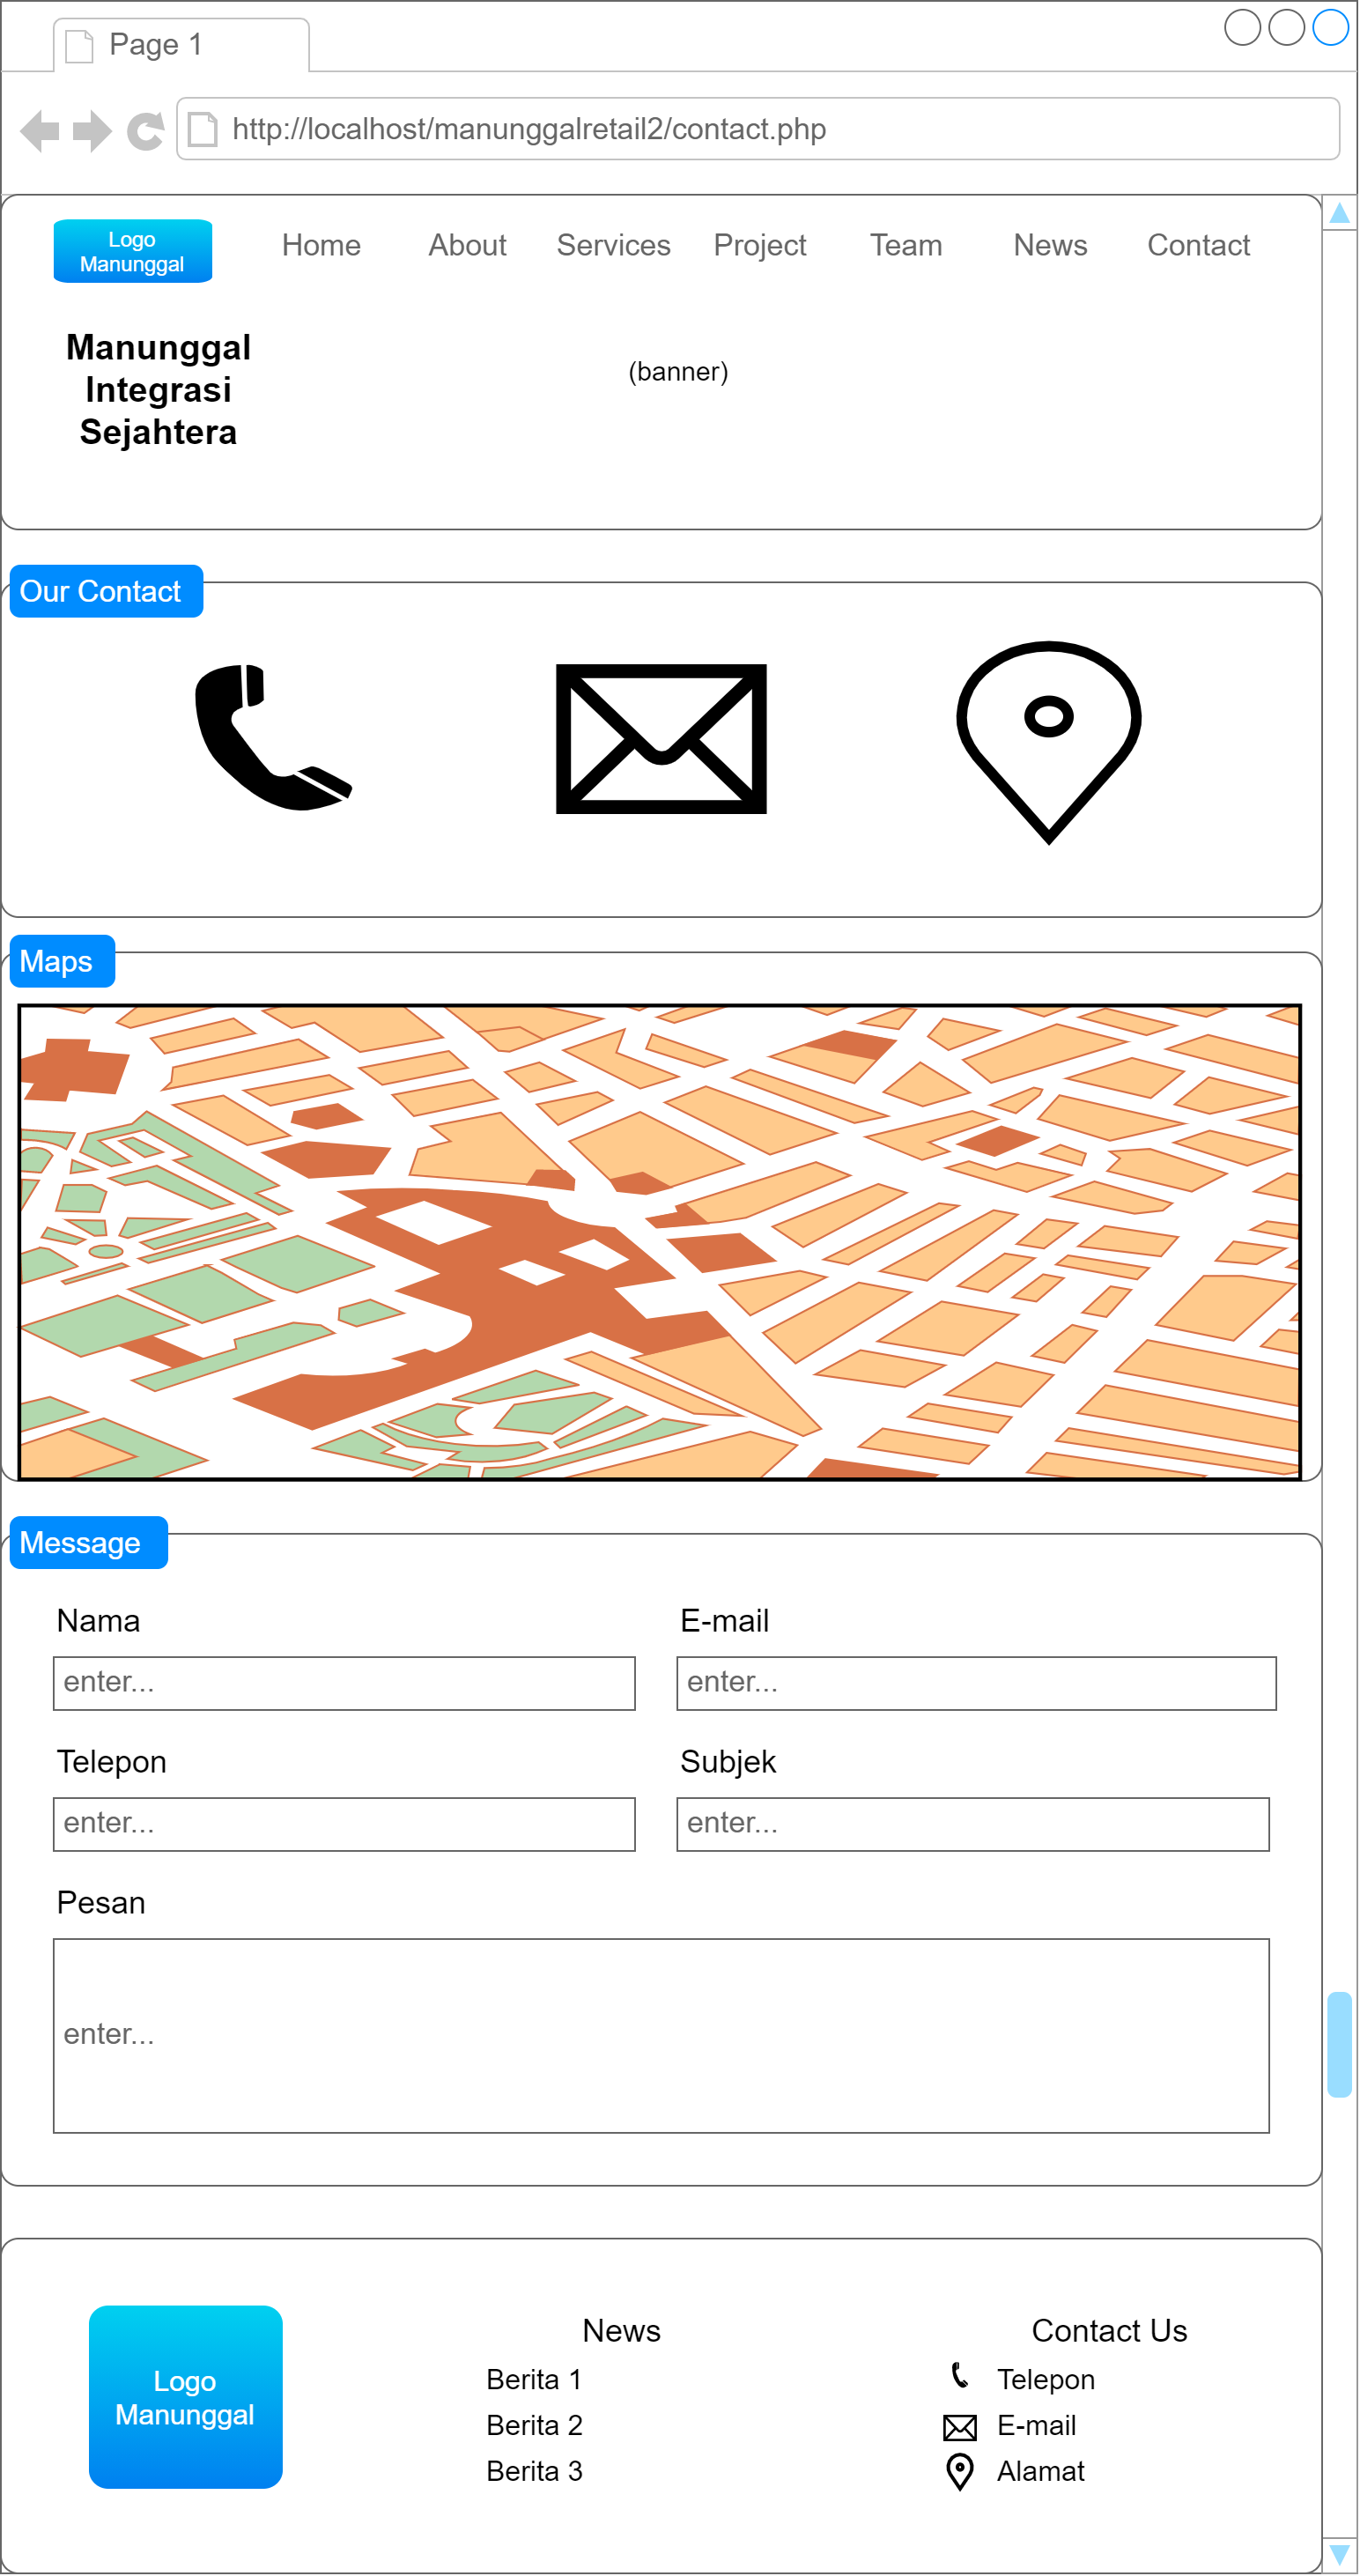 Page 1
http://localhost/manunggalretail2/contact.php
Logo
Manunggal
Home About Services Project Team News Contact
Manunggal
Integrasi
Sejahtera
(banner)
Our Contact
Maps
Message
Nama E-mail
enter... enter...
Telepon Subjek
enter... enter...
Pesan
enter...
Logo
Manunggal
News
Berita 1
Berita 2
Berita 3
Contact Us
Telepon
E-mail
Alamat